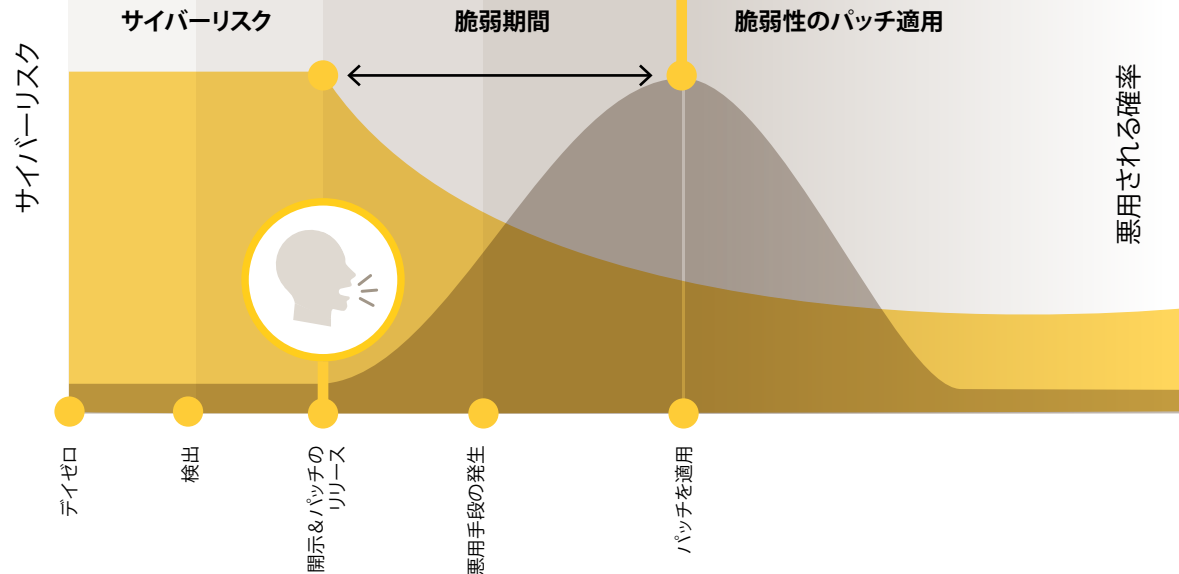 サイバーリスク
脆弱期間
脆弱性のパッチ適用
サイバーリスク
悪用される確率
デイゼロ
検出
開示&パッチの
リリース
悪用手段の発生
パッチを適用